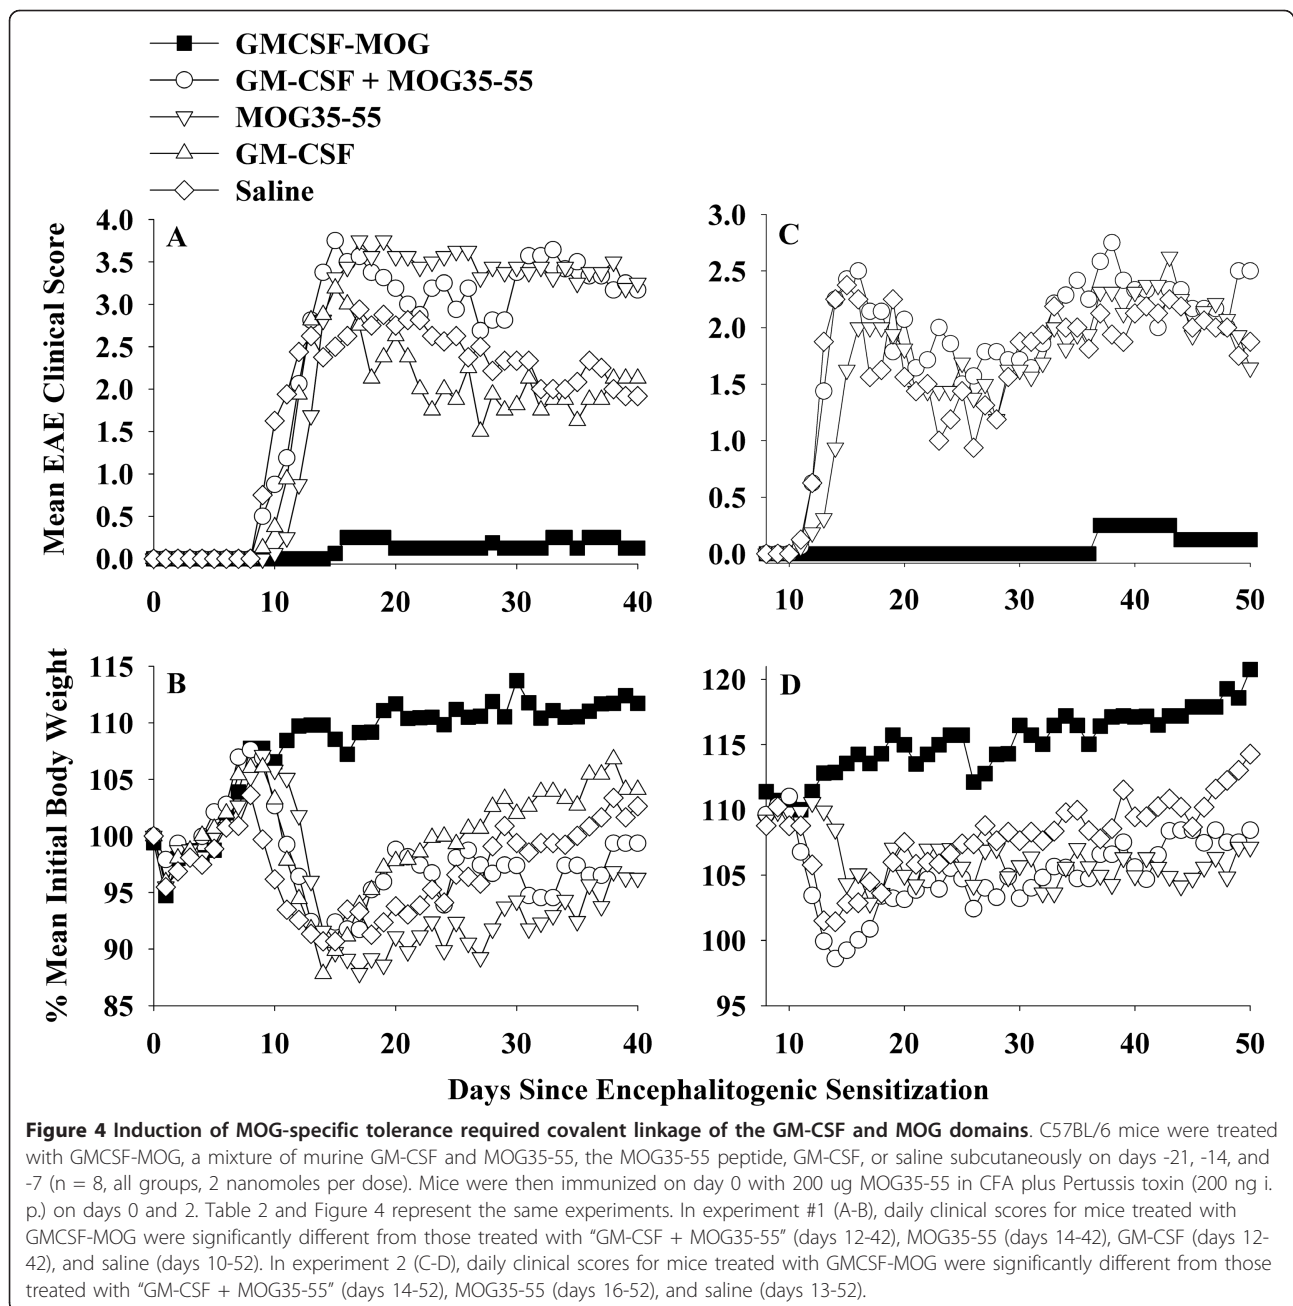 GMCSF-MOG
GM-CSF + MOG35-55
MOG35-55
GM-CSF
Saline
Mean EAE Clinical Score
4.0
3.5
3.0
2.5
2.0
1.5
1.0
0.5
0.0
A
0 10 20 30 40
3.0
2.5
2.0
1.5
1.0
0.5
0.0
C
10 20 30 40 50
% Mean Initial Body Weight
115
110
105
100
95
90
85
B
0 10 20 30 40
120
115
110
105
100
95
D
10 20 30 40 50
Days Since Encephalitogenic Sensitization
Figure 4 Induction of MOG-specific tolerance required covalent linkage of the GM-CSF and MOG domains. C57BL/6 mice were treated
with GMCSF-MOG, a mixture of murine GM-CSF and MOG35-55, the MOG35-55 peptide, GM-CSF, or saline subcutaneously on days -21, -14, and
-7 (n = 8, all groups, 2 nanomoles per dose). Mice were then immunized on day 0 with 200 ug MOG35-55 in CFA plus Pertussis toxin (200 ng i.
p.) on days 0 and 2. Table 2 and Figure 4 represent the same experiments. In experiment #1 (A-B), daily clinical scores for mice treated with
GMCSF-MOG were significantly different from those treated with “GM-CSF + MOG35-55” (days 12-42), MOG35-55 (days 14-42), GM-CSF (days 12-
42), and saline (days 10-52). In experiment 2 (C-D), daily clinical scores for mice treated with GMCSF-MOG were significantly different from those
treated with “GM-CSF + MOG35-55” (days 14-52), MOG35-55 (days 16-52), and saline (days 13-52).